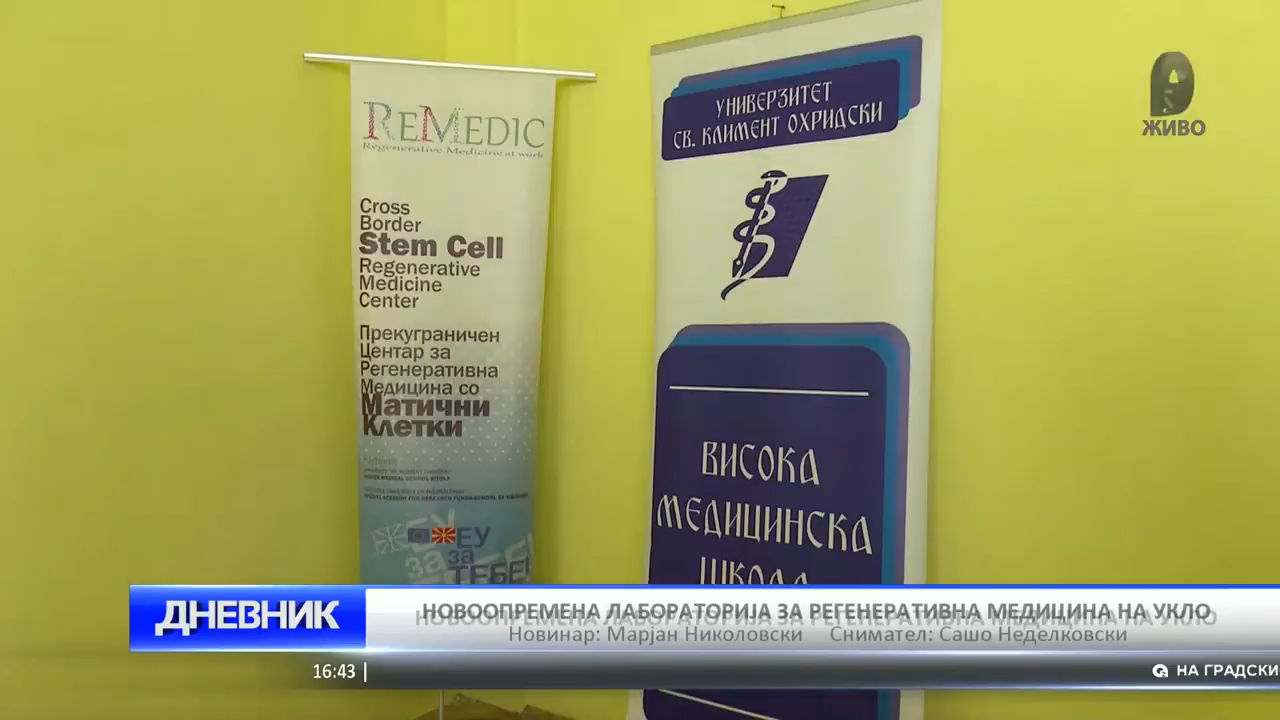 REMEDIC
Regenerative Medicine at work
Cross
Border
Stem Cell
Regenerative
Medicine
Center
Прекуграничен
Центар за
Регенеративна
Медицина со
Матични
Клетки
ЕУ
за
ТЕБЕ!
УНИВЕРЗИТЕТ
СВ. КЛИМЕНТ ОХРИДСКИ
ВИСОКА
МЕДИЦИНСКА
ШКОЛА
ЖИВО
ДНЕВНИК
НОВООПРЕМЕНА ЛАБОРАТОРИЈА ЗА РЕГЕНЕРАТИВНА МЕДИЦИНА НА УКЛО
Новинар: Марјан Николовски Снимател: Сашо Неделковски
16:43
НА ГРАДСКИ